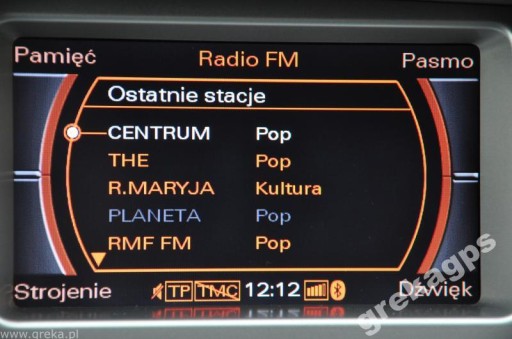 Pamięć Radio FM Pasmo
Ostatnie stacje
CENTRUM Pop
THE Pop
R.MARYJA Kultura
PLANETA Pop
RMF FM Pop
Strojenie TP TMC 12:12 Dźwięk
grekagps
www.greka.pl